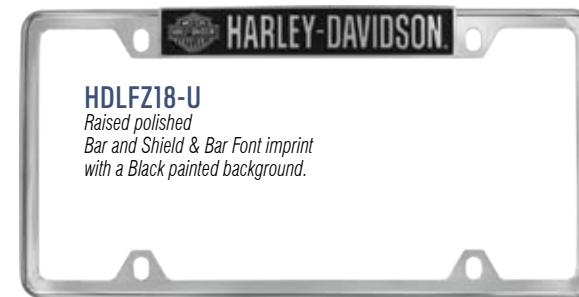 HARLEY-DAVIDSON.
HDLFZ18-U
Raised polished
Bar and Shield & Bar Font imprint
with a Black painted background.